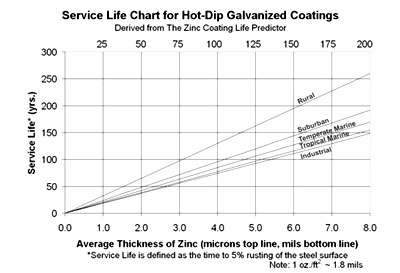 Service Life Chart for Hot-Dip Galvanized Coatings
Derived from The Zinc Coating Life Predictor
25 50 75 100 125 150 175 200
Service Life* (yrs.)
300
250
200
150
100
50
0
Rural
Suburban
Temperate Marine
Tropical Marine
Industrial
0.0 1.0 2.0 3.0 4.0 5.0 6.0 7.0 8.0
Average Thickness of Zinc (microns top line, mils bottom line)
*Service Life is defined as the time to 5% rusting of the steel surface
Note: 1 oz./ft² ~ 1.8 mils